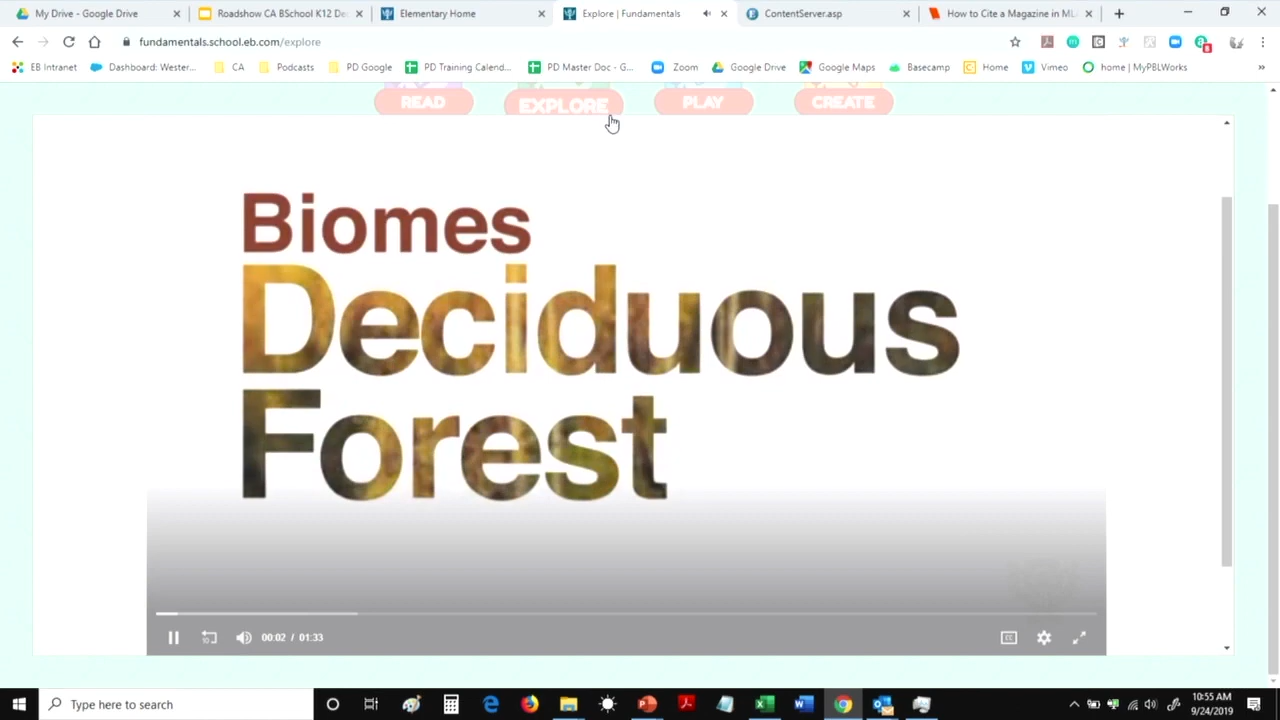 My Drive - Google Drive
Roadshow CA BSchool K12 De
Elementary Home
Explore | Fundamentals
ContentServer.asp
How to Cite a Magazine in ML
fundamentals.school.eb.com/explore
EB Intranet
Dashboard: Wester...
CA
Podcasts
PD Google
PD Training Calend...
PD Master Doc - G...
Zoom
Google Drive
Google Maps
Basecamp
Home
Vimeo
home | MyPBLWorks
READ
EXPLORE
PLAY
CREATE
Biomes
Deciduous
Forest
00:02 / 01:33
CC
Type here to search
10:55 AM
9/24/2019